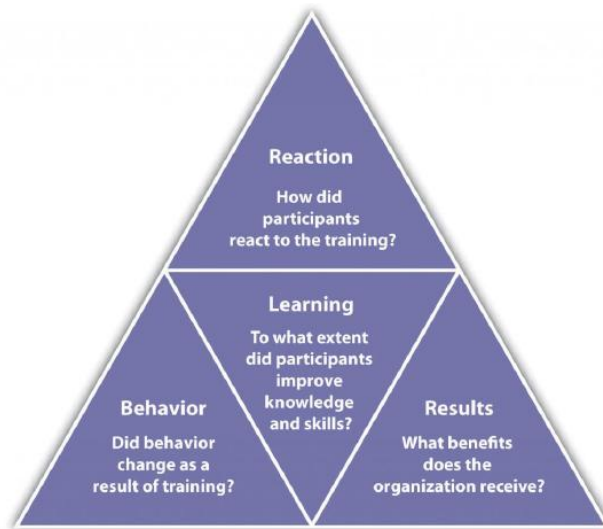 Reaction
How did
participants
react to the training?
Learning
To what extent
did participants
improve
knowledge
and skills?
Behavior
Did behavior
change as a
result of training?
Results
What benefits
does the
organization receive?